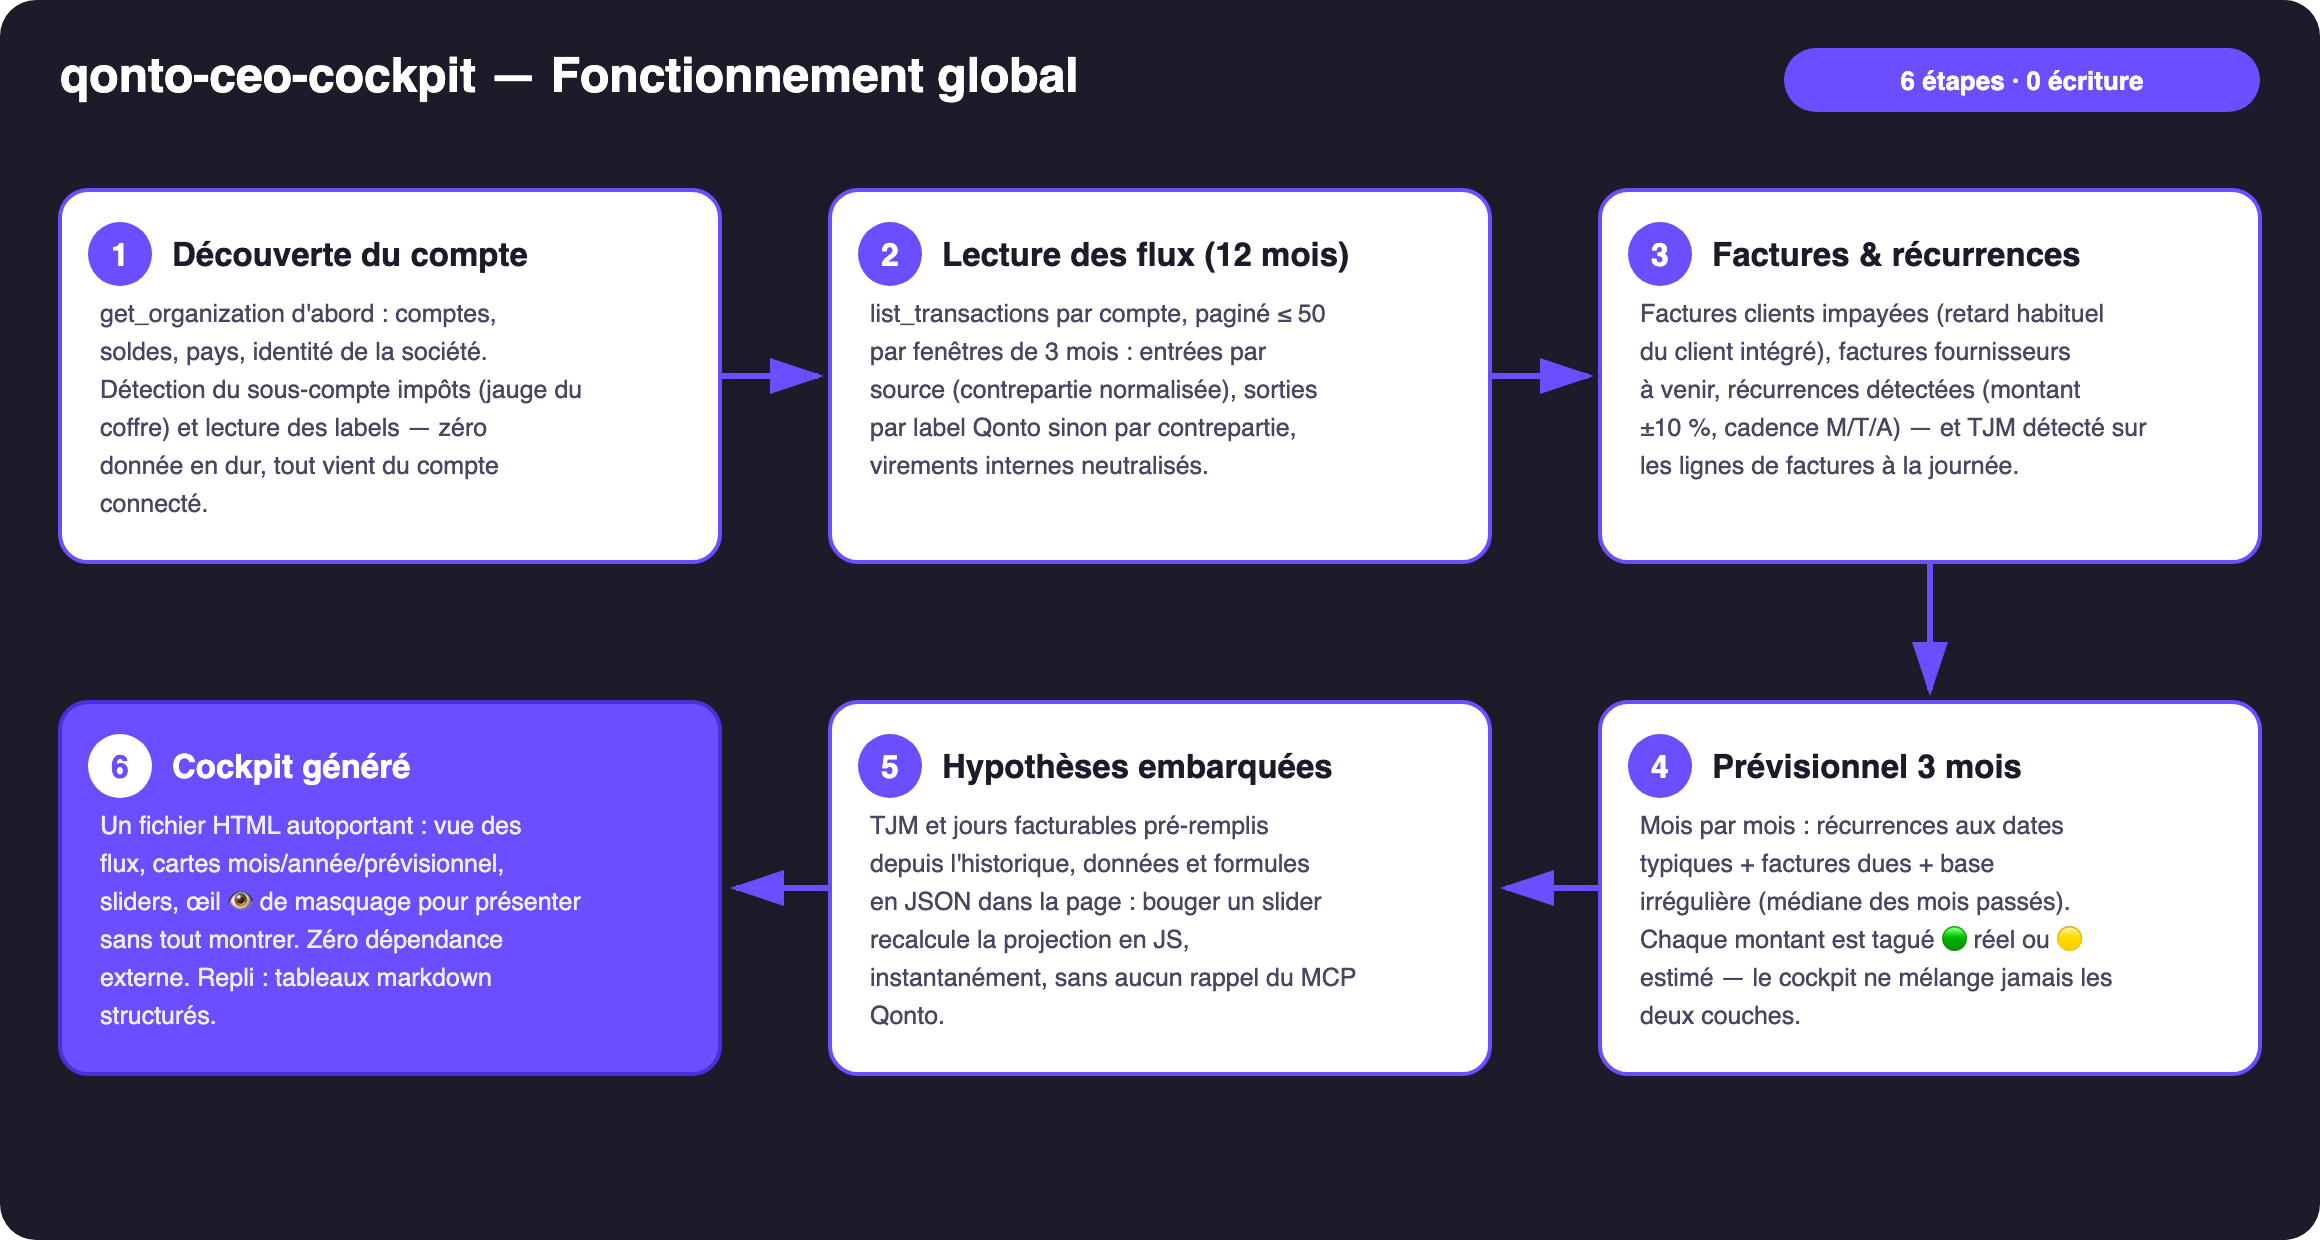 qonto-ceo-cockpit — Fonctionnement global
6 étapes · 0 écriture
1 Découverte du compte
get_organization d'abord : comptes,
soldes, pays, identité de la société.
Détection du sous-compte impôts (jauge du
coffre) et lecture des labels — zéro
donnée en dur, tout vient du compte
connecté.
2 Lecture des flux (12 mois)
list_transactions par compte, paginé ≤ 50
par fenêtres de 3 mois : entrées par
source (contrepartie normalisée), sorties
par label Qonto sinon par contrepartie,
virements internes neutralisés.
3 Factures & récurrences
Factures clients impayées (retard habituel
du client intégré), factures fournisseurs
à venir, récurrences détectées (montant
±10 %, cadence M/T/A) — et TJM détecté sur
les lignes de factures à la journée.
4 Prévisionnel 3 mois
Mois par mois : récurrences aux dates
typiques + factures dues + base
irrégulière (médiane des mois passés).
Chaque montant est tagué 🟢 réel ou 🟡
estimé — le cockpit ne mélange jamais les
deux couches.
5 Hypothèses embarquées
TJM et jours facturables pré-remplis
depuis l'historique, données et formules
en JSON dans la page : bouger un slider
recalcule la projection en JS,
instantanément, sans aucun rappel du MCP
Qonto.
6 Cockpit généré
Un fichier HTML autoportant : vue des
flux, cartes mois/année/prévisionnel,
sliders, œil 👁 de masquage pour présenter
sans tout montrer. Zéro dépendance
externe. Repli : tableaux markdown
structurés.